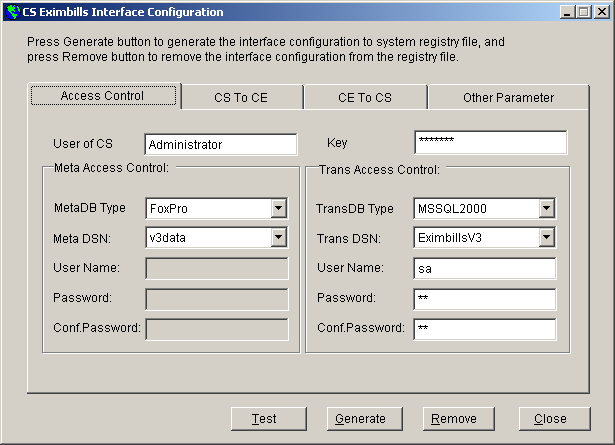 CS Eximbills Interface Configuration
Press Generate button to generate the interface configuration to system registry file, and
press Remove button to remove the interface configuration from the registry file.
Access Control CS To CE CE To CS Other Parameter
User of CS Administrator Key *******
Meta Access Control: Trans Access Control:
MetaDB Type FoxPro TransDB Type MSSQL2000
Meta DSN: v3data Trans DSN: EximbillsV3
User Name: User Name: sa
Password: Password: **
Conf.Password: Conf.Password: **
Test Generate Remove Close